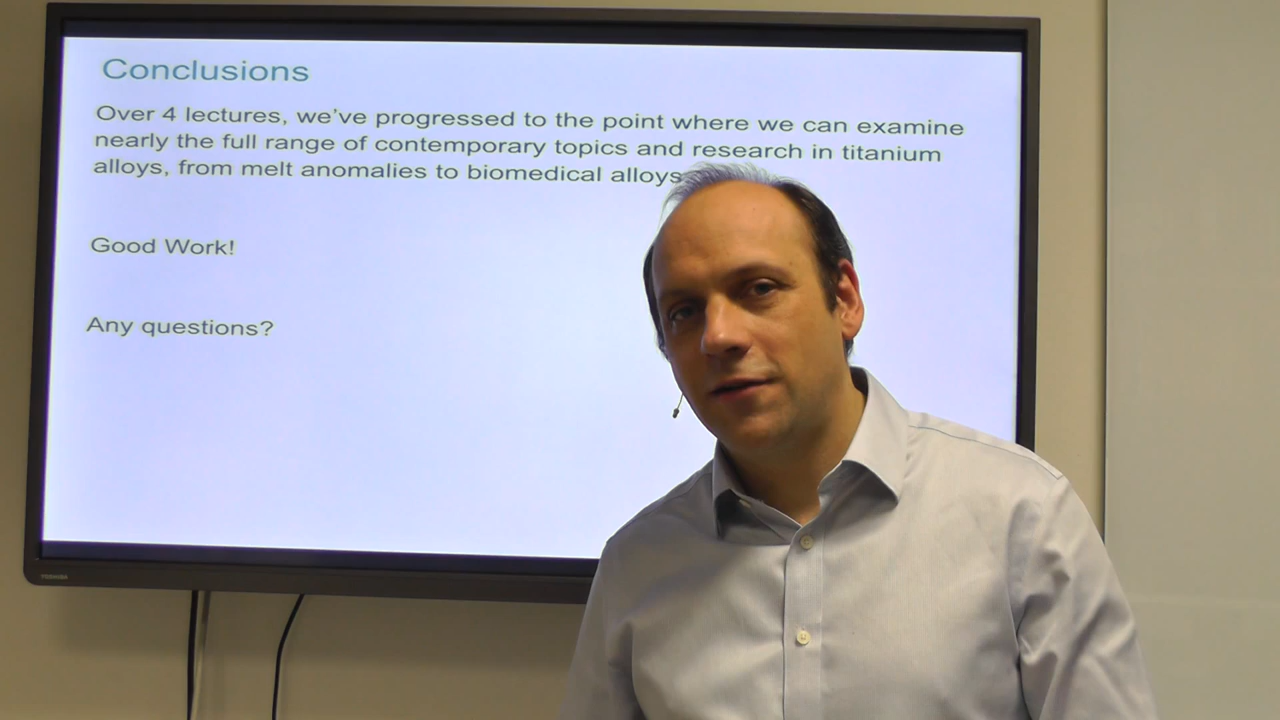 Conclusions
Over 4 lectures, we've progressed to the point where we can examine
nearly the full range of contemporary topics and research in titanium
alloys, from melt anomalies to biomedical alloys
Good Work!
Any questions?
TOSHIBA